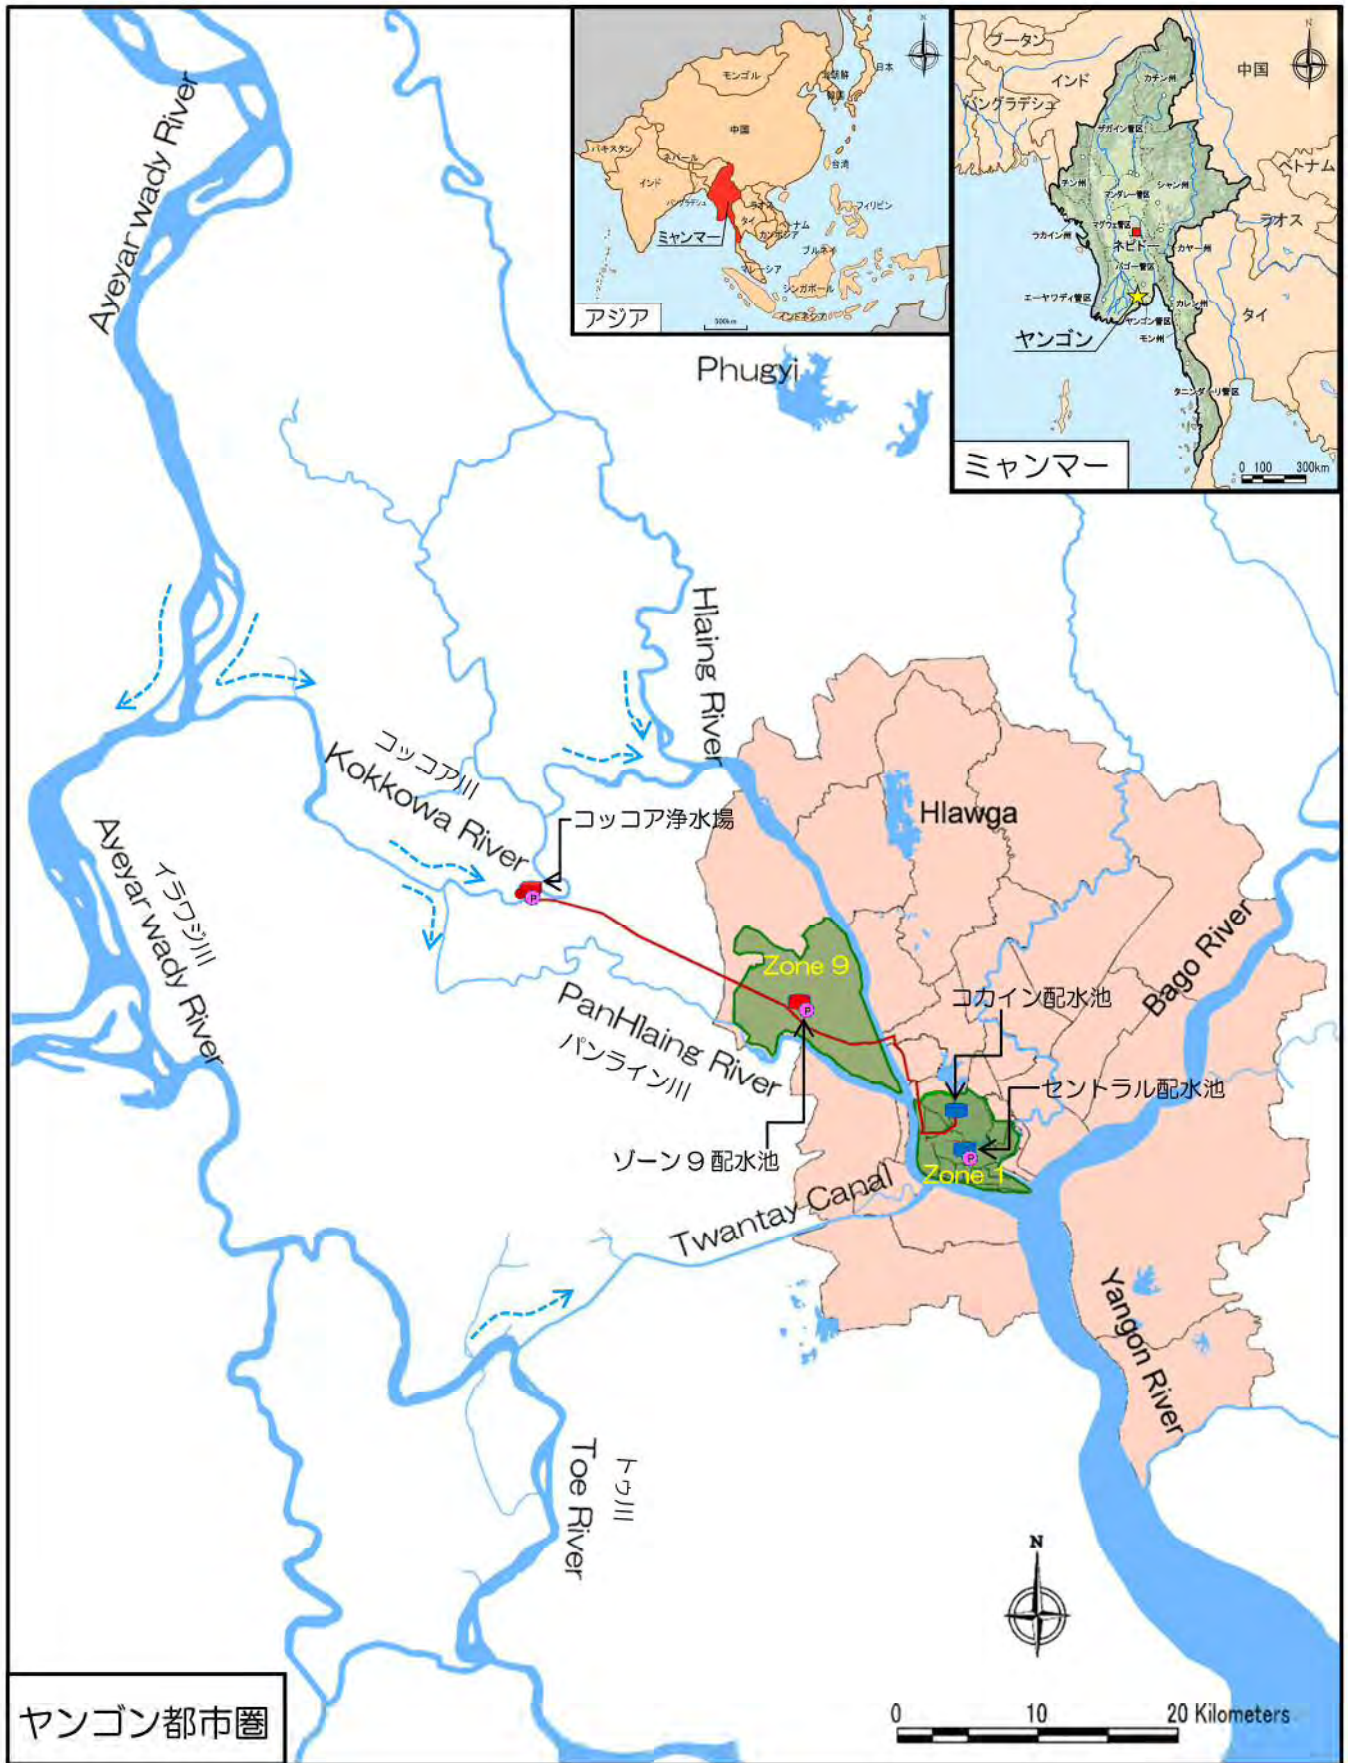 モンゴル
北朝鮮
日本
韓国
中国
パキスタン
ネパール
台湾
インド
バングラデシュ
ラオス
タイ
フィリピン
カンボジア
ミャンマー
ブルネイ
マレーシア
シンガポール
インドネシア
アジア
500km
N
ブータン
インド
中国
バングラデシュ
カチン州
ザガイン管区
ベトナム
チン州
シャン州
マンダレー管区
ラオス
マグウェ管区
ラカイン州
ネピドー
カヤー州
バゴー管区
エーヤワディ管区
カレン州
タイ
ヤンゴン管区
ヤンゴン
モン州
タニンダーリ管区
ミャンマー
0 100 300km
Ayeyarwady River
Phugyi
Hlaing River
コッコア川
Kokkowa River
コッコア浄水場
Hlawga
Ayeyarwady River
イラワジ川
P
Zone 9
P
コカイン配水池
Bago River
PanHlaing River
パンライン川
セントラル配水池
ゾーン9配水池
P
Zone 1
Twantay Canal
Yangon River
Toe River
トゥ川
N
ヤンゴン都市圏
0 10 20 Kilometers